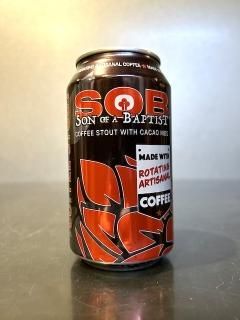 SOB
SON OF A BAPTIST
COFFEE STOUT WITH CACAO NIBS
MADE WITH
ROTATING
ARTISANAL
COFFEE